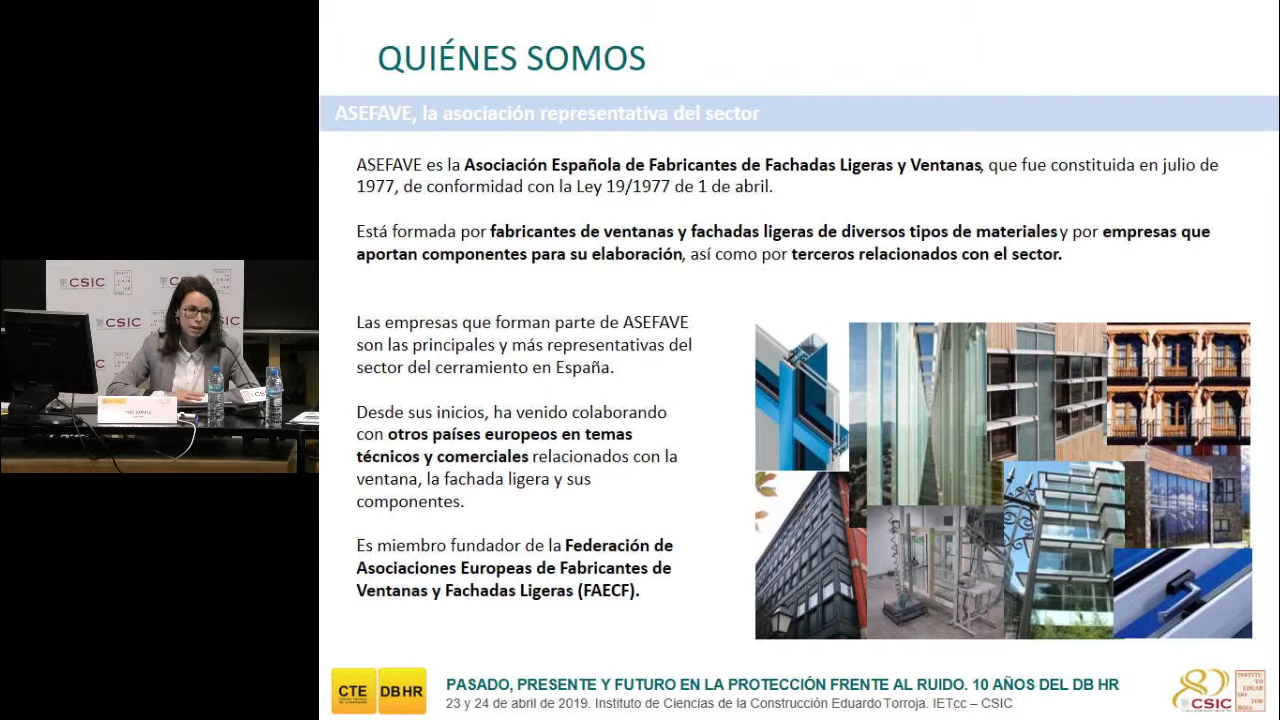 QUIÉNES SOMOS
ASEFAVE, la asociación representativa del sector
ASEFAVE es la Asociación Española de Fabricantes de Fachadas Ligeras y Ventanas, que fue constituida en julio de
1977, de conformidad con la Ley 19/1977 de 1 de abril.
Está formada por fabricantes de ventanas y fachadas ligeras de diversos tipos de materiales y por empresas que
aportan componentes para su elaboración, así como por terceros relacionados con el sector.
Las empresas que forman parte de ASEFAVE
son las principales y más representativas del
sector del cerramiento en España.
Desde sus inicios, ha venido colaborando
con otros países europeos en temas
técnicos y comerciales relacionados con la
ventana, la fachada ligera y sus
componentes.
Es miembro fundador de la Federación de
Asociaciones Europeas de Fabricantes de
Ventanas y Fachadas Ligeras (FAECF).
CSIC
CSIC
CSIC
CSIC
CSIC
CTE
DB HR
PASADO, PRESENTE Y FUTURO EN LA PROTECCIÓN FRENTE AL RUIDO. 10 AÑOS DEL DB HR
23 y 24 de abril de 2019. Instituto de Ciencias de la Construcción Eduardo Torroja. IETcc – CSIC
80
CSIC